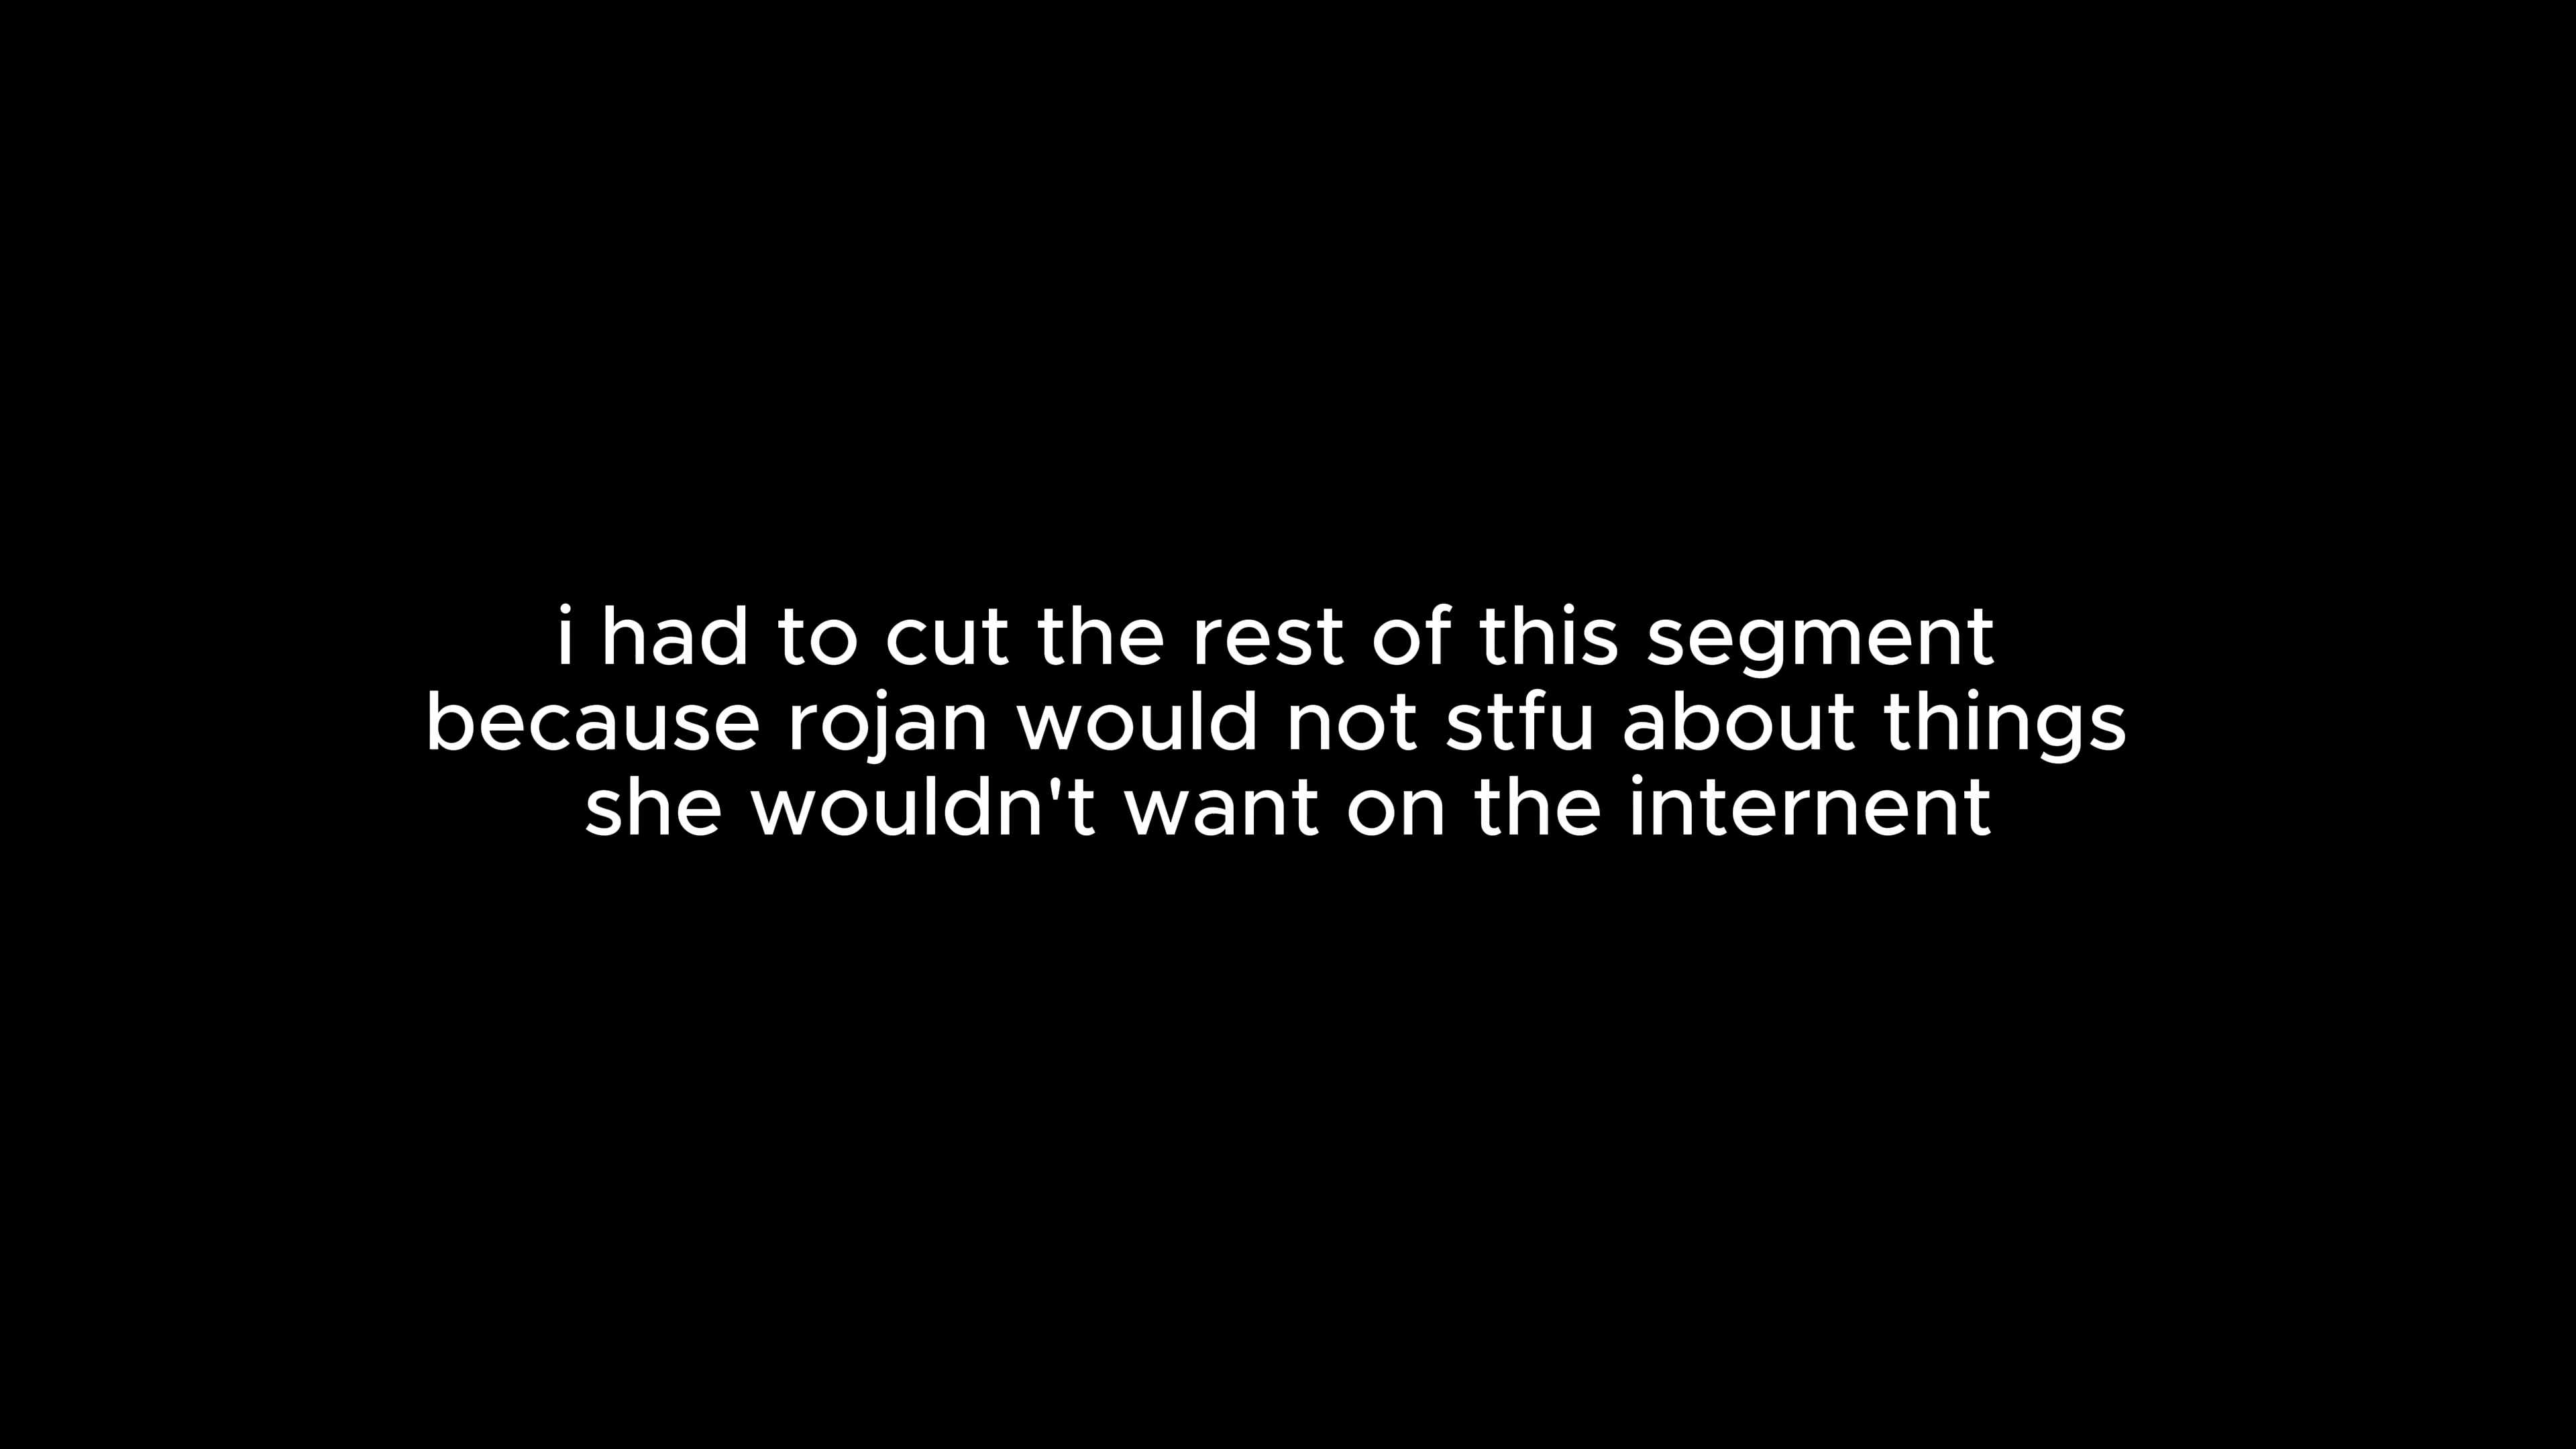 i had to cut the rest of this segment
because rojan would not stfu about things
she wouldn't want on the internent